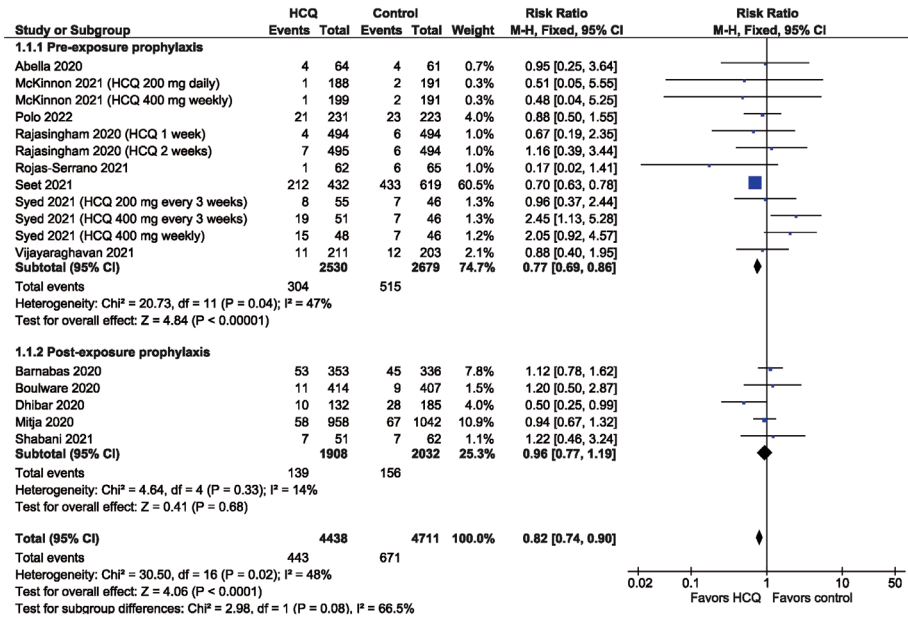 HCQ Control Risk Ratio Risk Ratio
Study or Subgroup Events Total Events Total Weight M-H, Fixed, 95% CI M-H, Fixed, 95% CI
1.1.1 Pre-exposure prophylaxis
Abella 2020 4 64 4 61 0.7% 0.95 [0.25, 3.64]
McKinnon 2021 (HCQ 200 mg daily) 1 188 2 191 0.3% 0.51 [0.05, 5.55]
McKinnon 2021 (HCQ 400 mg weekly) 1 199 2 191 0.3% 0.48 [0.04, 5.25]
Polo 2022 21 231 23 223 4.0% 0.88 [0.50, 1.55]
Rajasingham 2020 (HCQ 1 week) 4 494 6 494 1.0% 0.67 [0.19, 2.35]
Rajasingham 2020 (HCQ 2 weeks) 7 495 6 494 1.0% 1.16 [0.39, 3.44]
Rojas-Serrano 2021 1 62 6 65 1.0% 0.17 [0.02, 1.41]
Seet 2021 212 432 433 619 60.5% 0.70 [0.63, 0.78]
Syed 2021 (HCQ 200 mg every 3 weeks) 8 55 7 46 1.3% 0.96 [0.37, 2.44]
Syed 2021 (HCQ 400 mg every 3 weeks) 19 51 7 46 1.3% 2.45 [1.13, 5.28]
Syed 2021 (HCQ 400 mg weekly) 15 48 7 46 1.2% 2.05 [0.92, 4.57]
Vijayaraghavan 2021 11 211 12 203 2.1% 0.88 [0.40, 1.95]
Subtotal (95% CI) 2530 2679 74.7% 0.77 [0.69, 0.86]
Total events 304 515
Heterogeneity: Chi² = 20.73, df = 11 (P = 0.04); I² = 47%
Test for overall effect: Z = 4.84 (P < 0.00001)
1.1.2 Post-exposure prophylaxis
Barnabas 2020 53 353 45 336 7.8% 1.12 [0.78, 1.62]
Boulware 2020 11 414 9 407 1.5% 1.20 [0.50, 2.87]
Dhibar 2020 10 132 28 185 4.0% 0.50 [0.25, 0.99]
Mitja 2020 58 958 67 1042 10.9% 0.94 [0.67, 1.32]
Shabani 2021 7 51 7 62 1.1% 1.22 [0.46, 3.24]
Subtotal (95% CI) 1908 2032 25.3% 0.96 [0.77, 1.19]
Total events 139 156
Heterogeneity: Chi² = 4.64, df = 4 (P = 0.33); I² = 14%
Test for overall effect: Z = 0.41 (P = 0.68)
Total (95% CI) 4438 4711 100.0% 0.82 [0.74, 0.90]
Total events 443 671
Heterogeneity: Chi² = 30.50, df = 16 (P = 0.02); I² = 48%
Test for overall effect: Z = 4.06 (P < 0.0001)
Test for subgroup differences: Chi² = 2.98, df = 1 (P = 0.08), I² = 66.5%
0.02 0.1 1 10 50
Favors HCQ Favors control